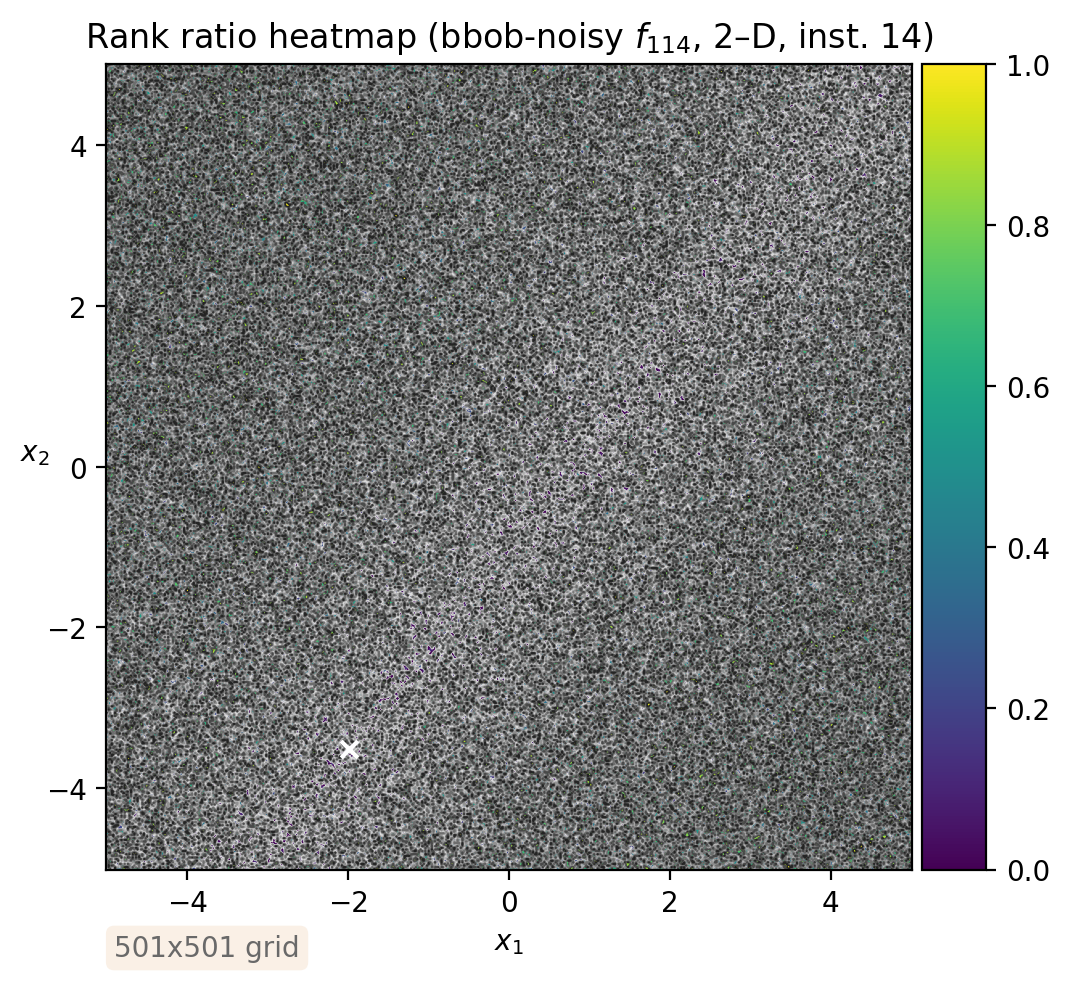 Rank ratio heatmap (bbob-noisy f₁₁₄, 2–D, inst. 14)
1.0
0.8
0.6
0.4
0.2
0.0
4
2
0
−2
−4
x₂
−4 −2 0 2 4
x₁
501x501 grid